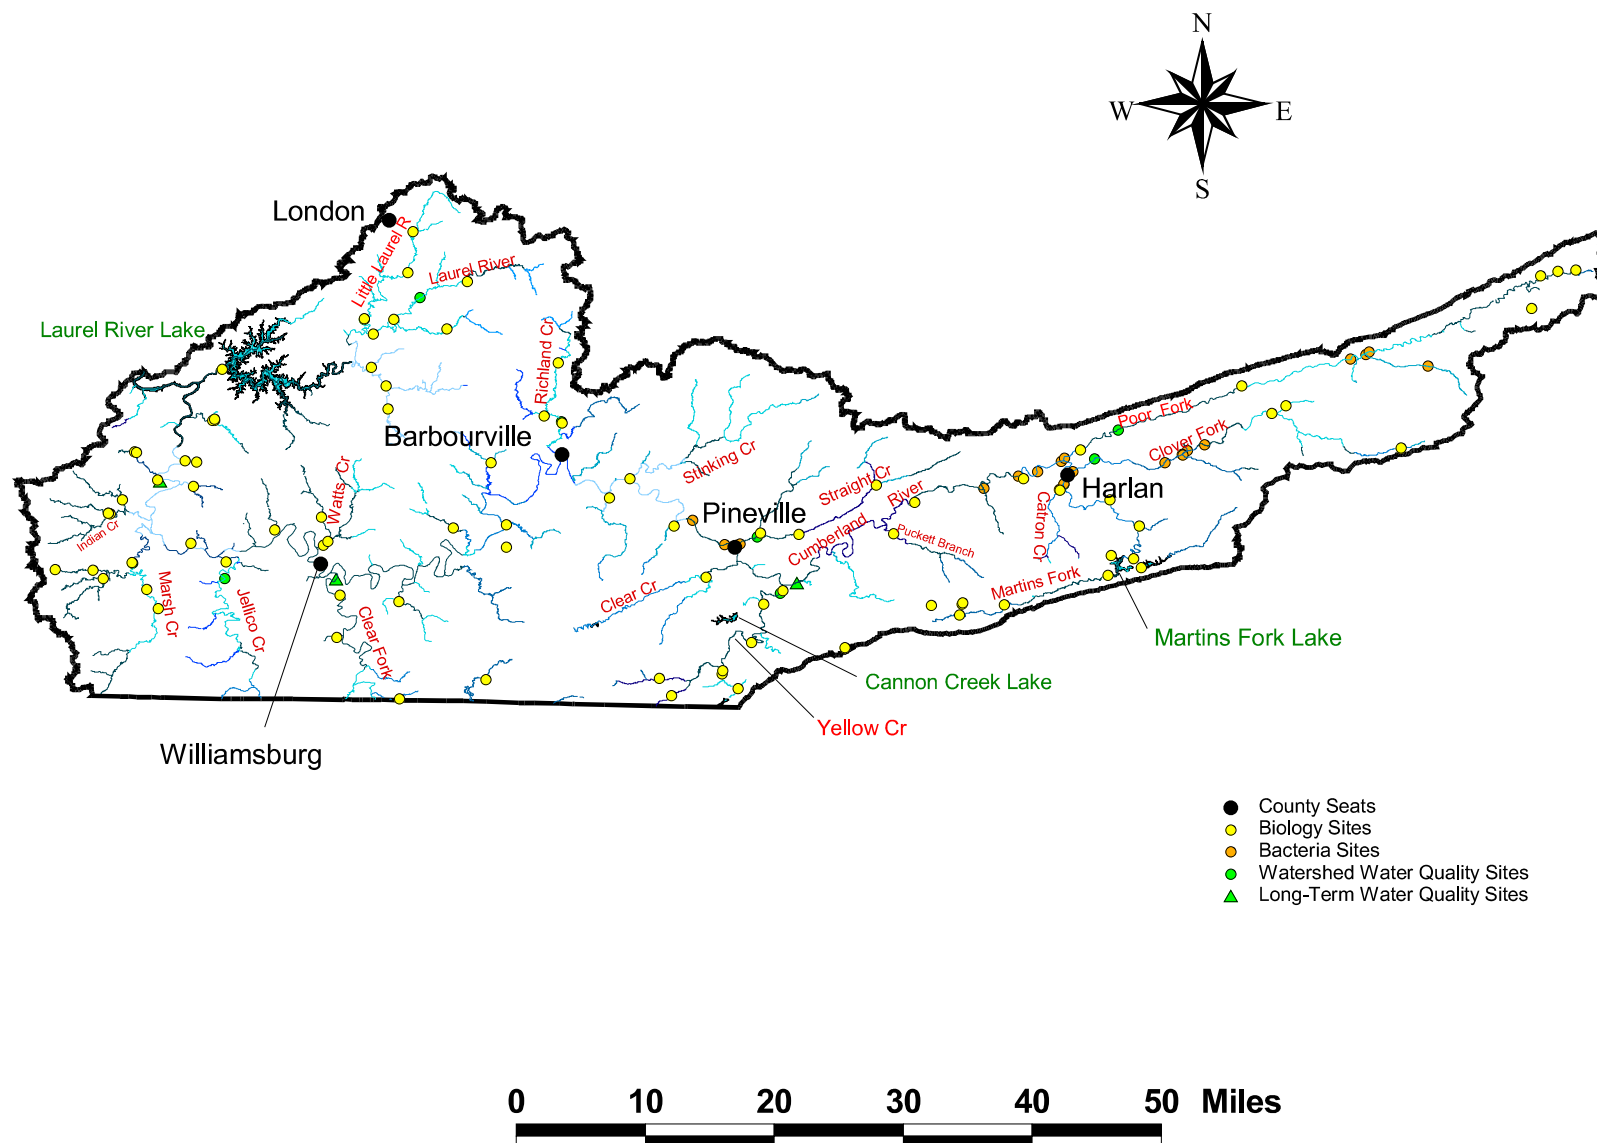 N
W
E
S
London
Little Laurel R
Laurel River
Laurel River Lake
Richland Cr
Barbourville
Poor Fork
Clover Fork
Stinking Cr
Watts Cr
Straight Cr
Harlan
Pineville
River
Cumberland
Catron Cr
Indian Cr
Puckett Branch
Marsh Cr
Jellico Cr
Clear Cr
Martins Fork
Clear Fork
Martins Fork Lake
Cannon Creek Lake
Yellow Cr
Williamsburg
County Seats
Biology Sites
Bacteria Sites
Watershed Water Quality Sites
Long-Term Water Quality Sites
0 10 20 30 40 50 Miles